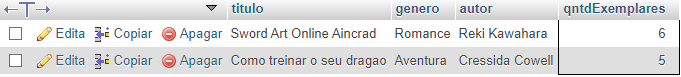 titulo genero autor qntdExemplares
Edita Copiar Apagar Sword Art Online Aincrad Romance Reki Kawahara 6
Edita Copiar Apagar Como treinar o seu dragao Aventura Cressida Cowell 5